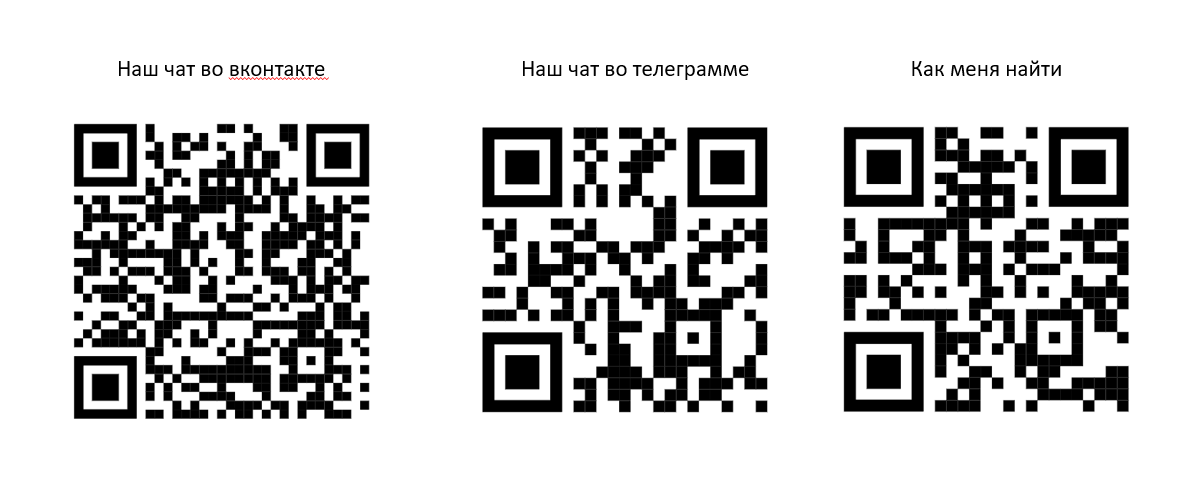 Наш чат во вконтакте
Наш чат во телеграмме
Как меня найти